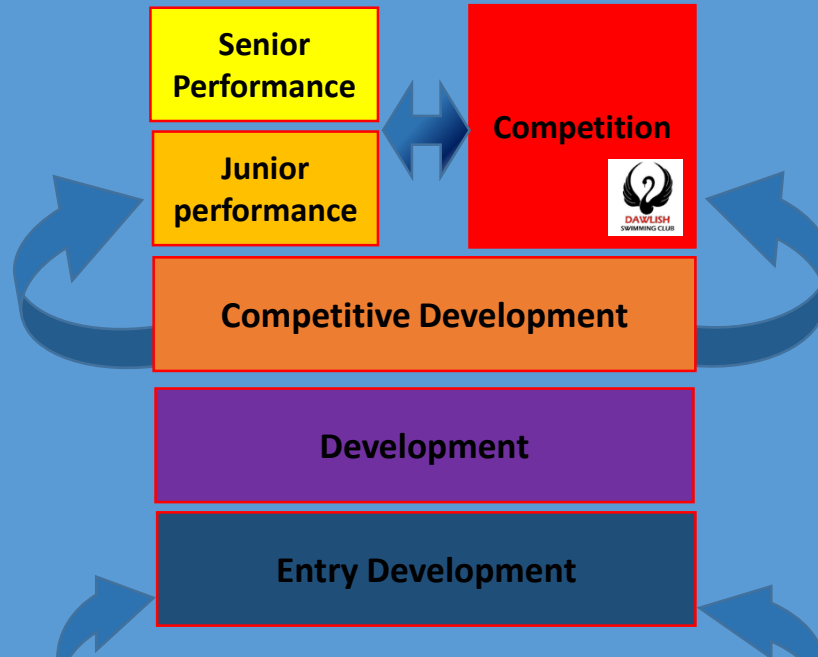 Senior
Performance
Junior
performance
Competition
DAWLISH
SWIMMING CLUB
Competitive Development
Development
Entry Development